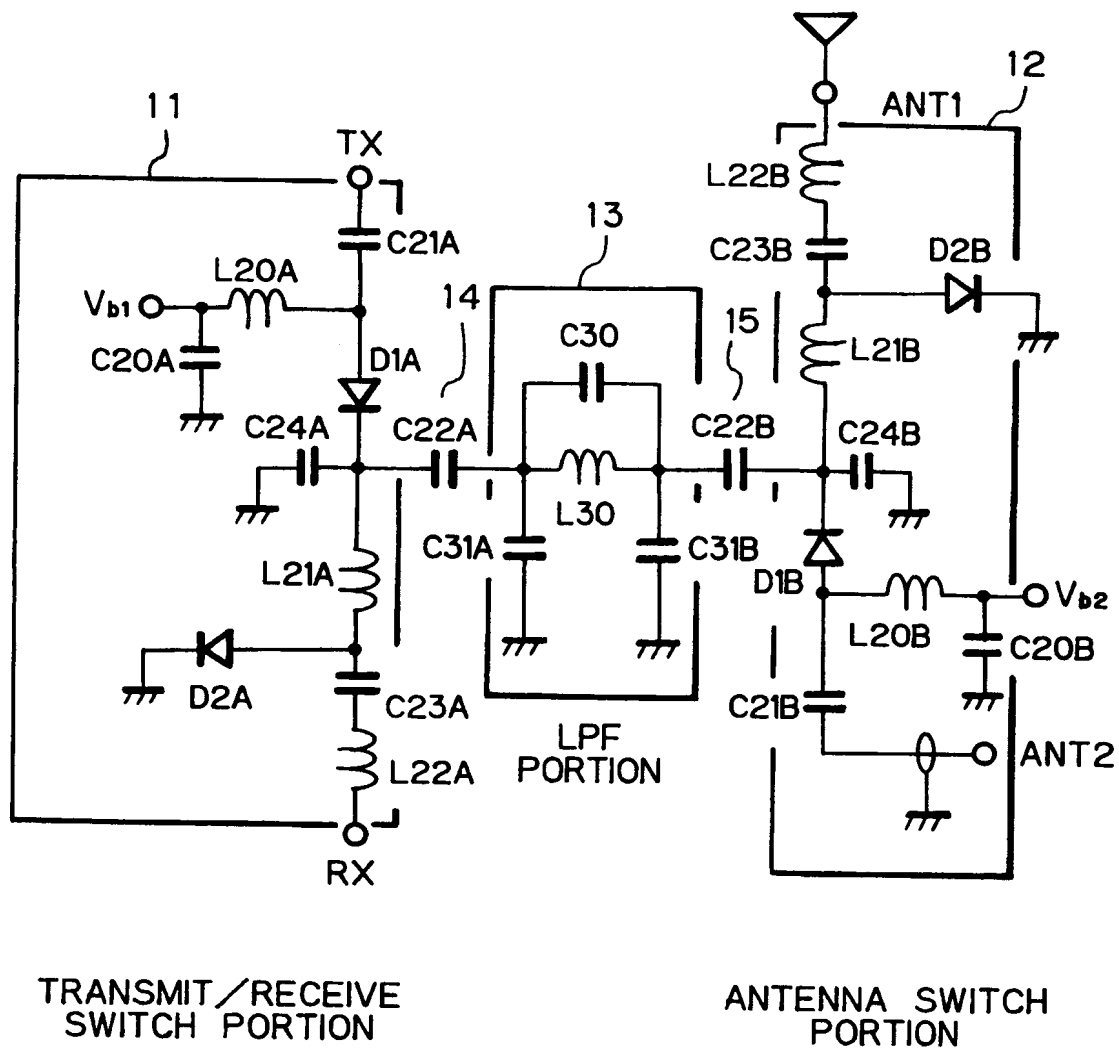 12
11
ANT1
TX
L22B
13
C21A
C23B
D2B
L20A
14
Vb1
15
C30
L21B
C20A
D1A
C24A
C22A
C22B
C24B
L30
C31A
C31B
L21A
D1B
Vb2
L20B
C20B
D2A
C23A
C21B
LPF
PORTION
L22A
ANT2
RX
TRANSMIT/RECEIVE
SWITCH PORTION
ANTENNA SWITCH
PORTION